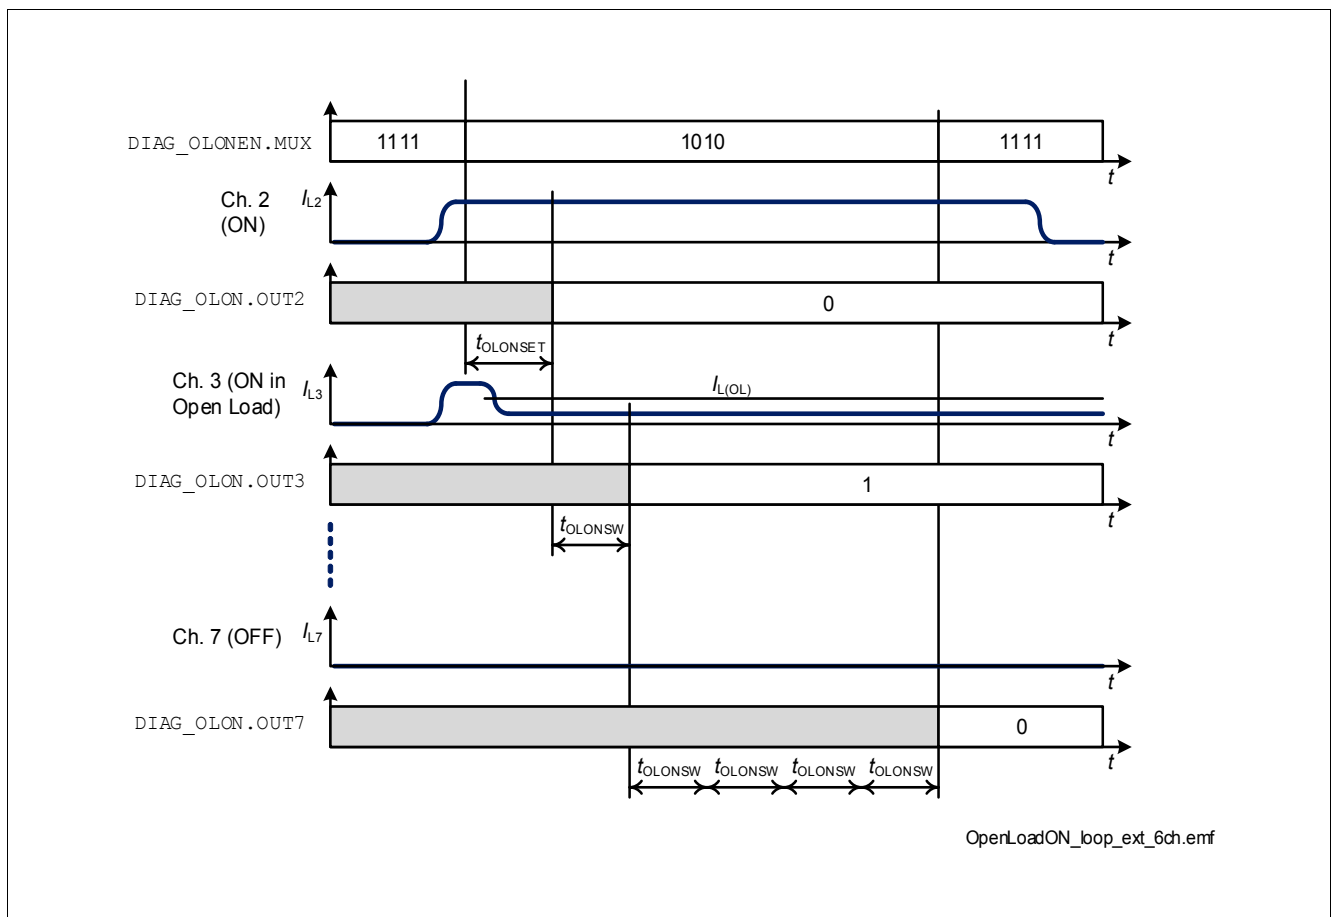 DIAG_OLONEN.MUX 1111 1010 1111
t
Ch. 2
(ON)
IL2
t
DIAG_OLON.OUT2 0
t
tOLONSET
Ch. 3 (ON in
Open Load)
IL3
IL(OL)
t
DIAG_OLON.OUT3 1
t
tOLONSW
Ch. 7 (OFF) IL7
t
DIAG_OLON.OUT7 0
t
tOLONSW tOLONSW tOLONSW tOLONSW
OpenLoadON_loop_ext_6ch.emf